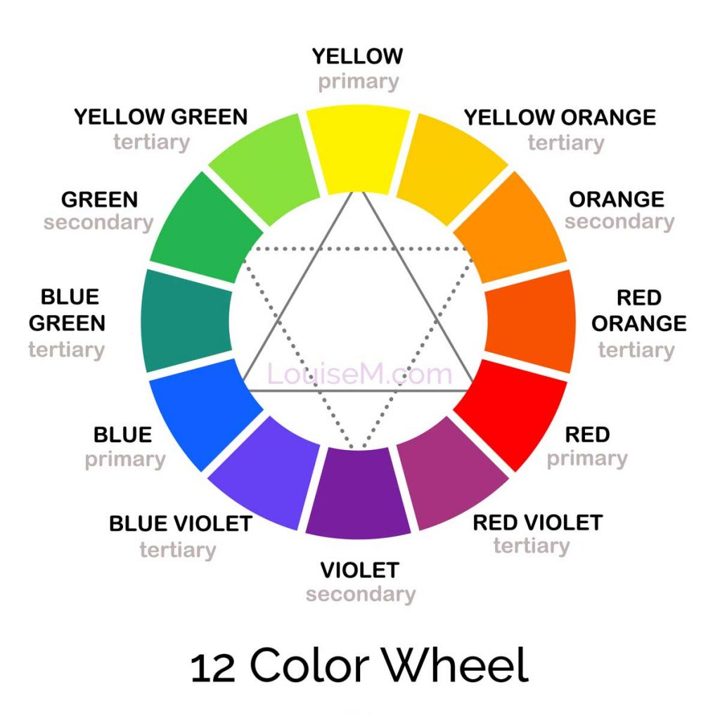 YELLOW
primary
YELLOW GREEN
tertiary
YELLOW ORANGE
tertiary
GREEN
secondary
ORANGE
secondary
BLUE
GREEN
tertiary
RED
ORANGE
tertiary
LouiseM.com
BLUE
primary
RED
primary
BLUE VIOLET
tertiary
RED VIOLET
tertiary
VIOLET
secondary
12 Color Wheel